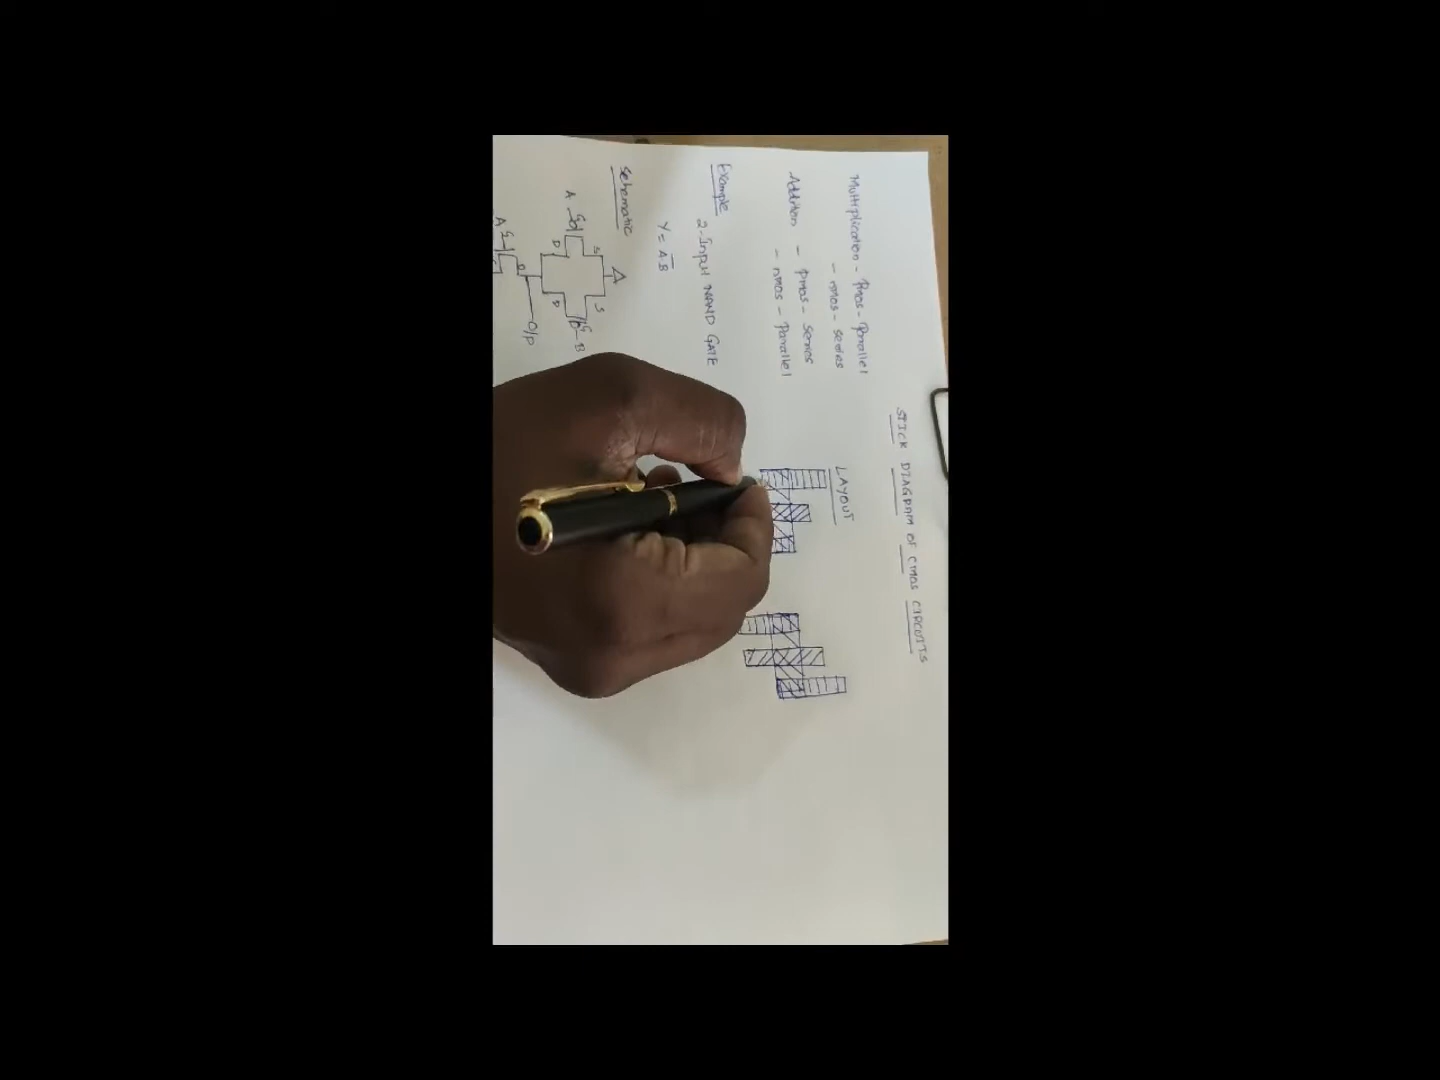 STICK DIAGRAM OF CMOS CIRCUITS
Multiplication - Pmos - Parallel
- nmos - series
Addition - Pmos - series
- nmos - Parallel
Example
2-Input NAND GATE
Y = A.B
Schematic
S S
A B
D D
O/P
A
D
LAYOUT